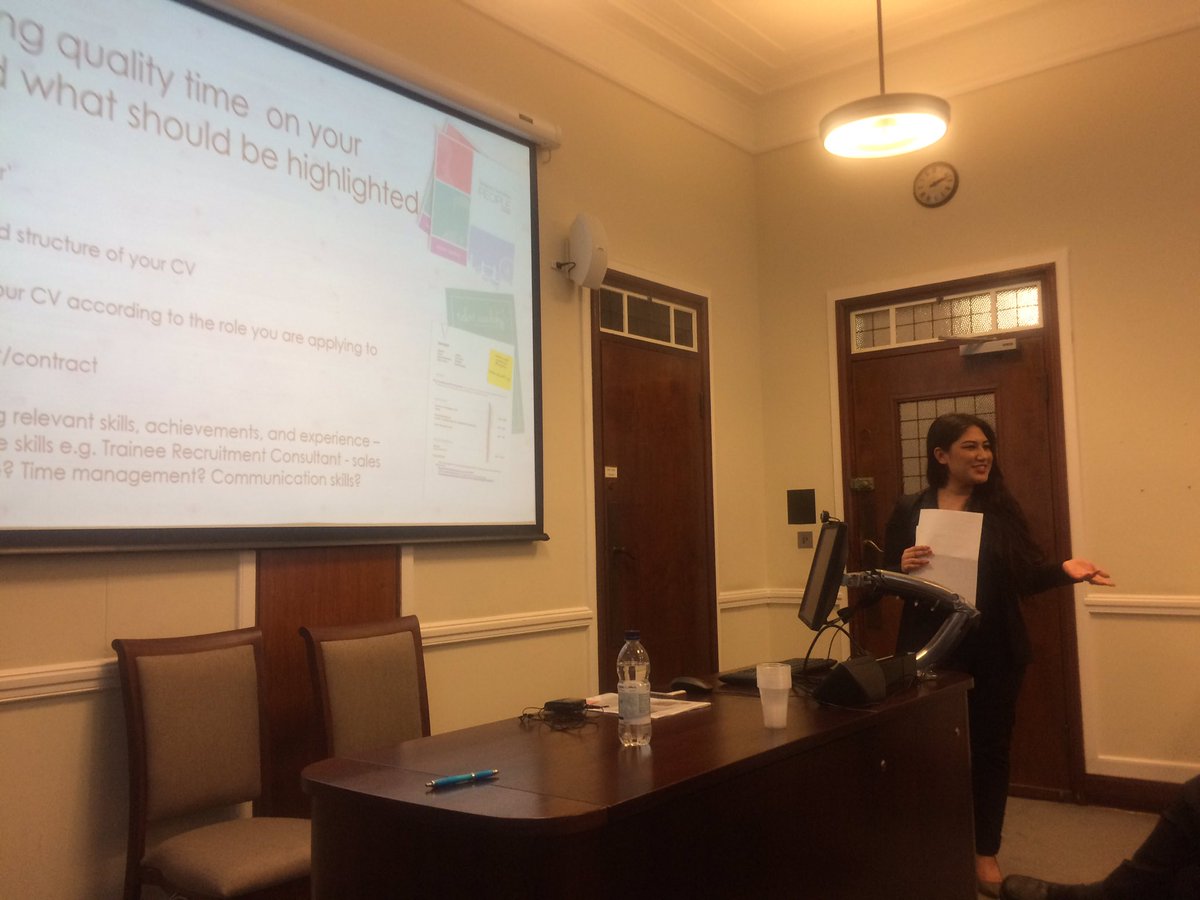 ng quality time on your
d what should be highlighted
r'
d structure of your CV
our CV according to the role you are applying to
/contract
g relevant skills, achievements, and experience –
e skills e.g. Trainee Recruitment Consultant - sales
? Time management? Communication skills?
PEOPLE